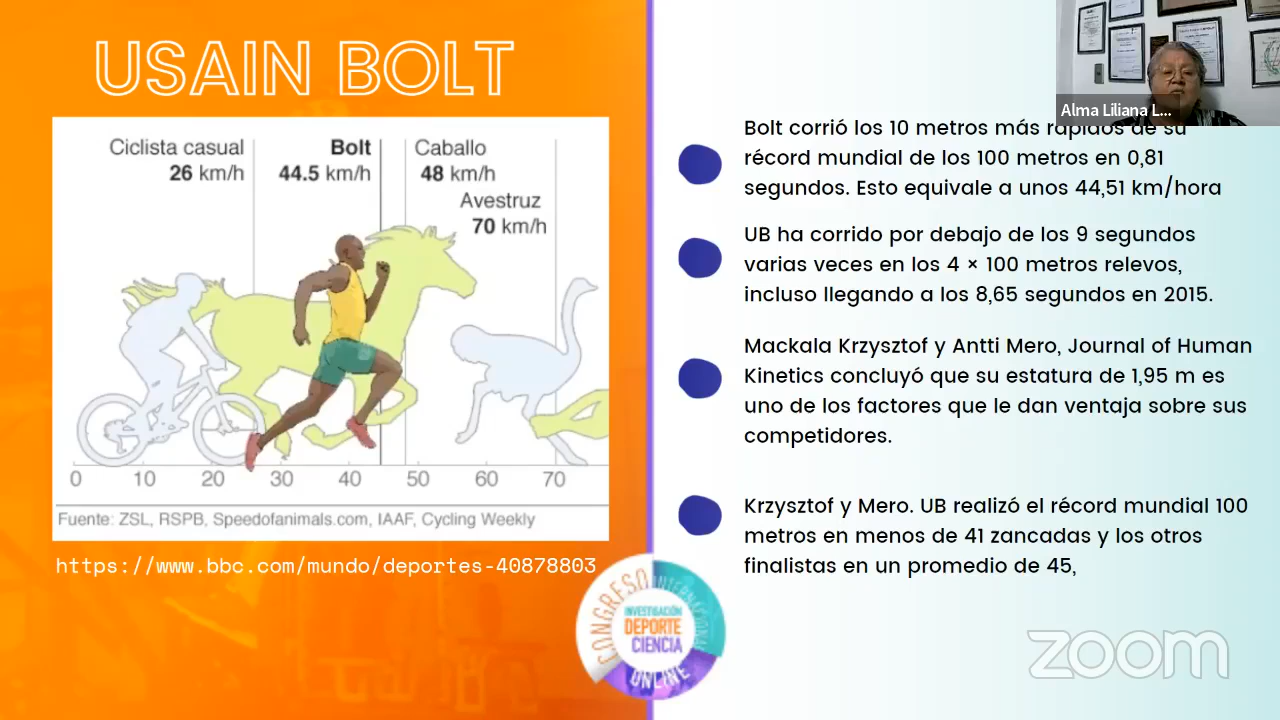 USAIN BOLT
Ciclista casual
26 km/h
Bolt
44.5 km/h
Caballo
48 km/h
Avestruz
70 km/h
0 10 20 30 40 50 60 70
Fuente: ZSL, RSPB, Speedofanimals.com, IAAF, Cycling Weekly
https://www.bbc.com/mundo/deportes-40878803
Alma Liliana L...
Bolt corrió los 10 metros más rápidos de su
récord mundial de los 100 metros en 0,81
segundos. Esto equivale a unos 44,51 km/hora
UB ha corrido por debajo de los 9 segundos
varias veces en los 4 × 100 metros relevos,
incluso llegando a los 8,65 segundos en 2015.
Mackala Krzysztof y Antti Mero, Journal of Human
Kinetics concluyó que su estatura de 1,95 m es
uno de los factores que le dan ventaja sobre sus
competidores.
Krzysztof y Mero. UB realizó el récord mundial 100
metros en menos de 41 zancadas y los otros
finalistas en un promedio de 45,
CONGRESO INTERNACIONAL
INVESTIGACIÓN
DEPORTE
CIENCIA
ONLINE
zoom